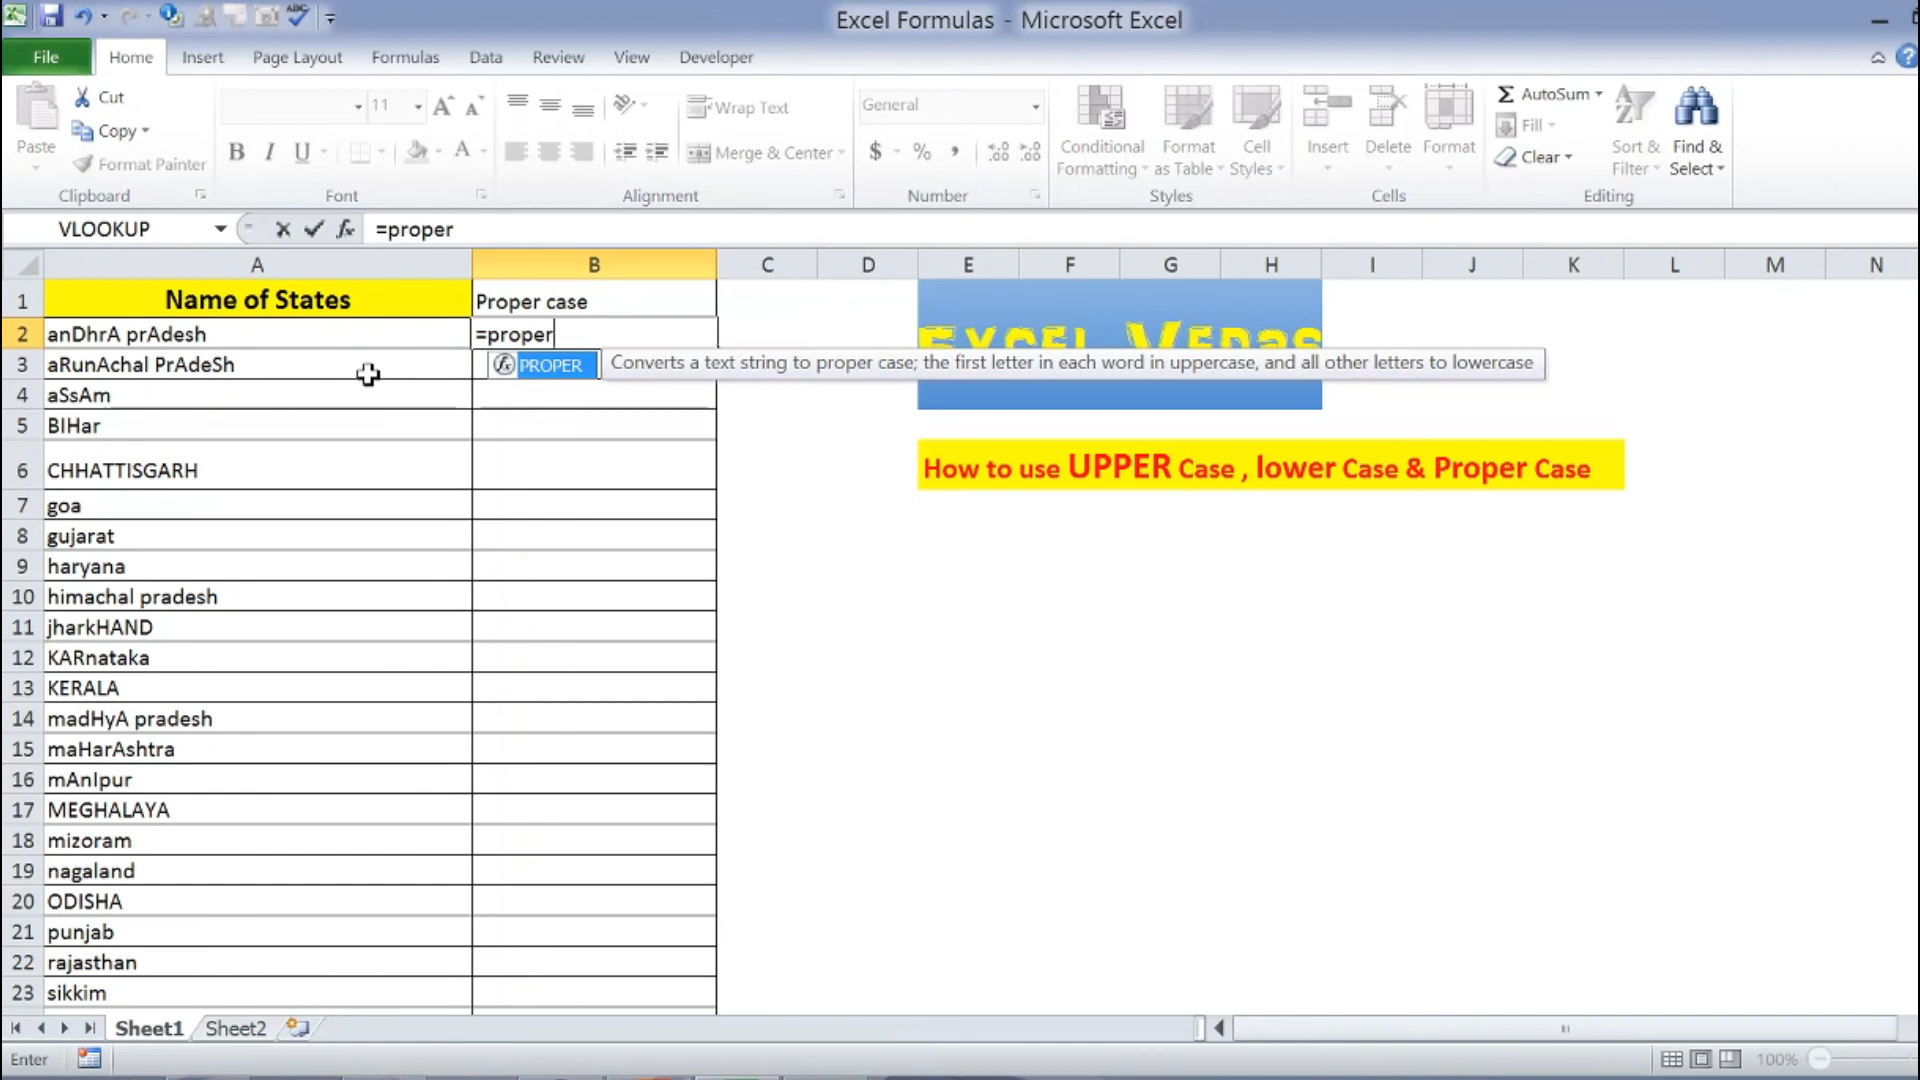 Excel Formulas - Microsoft Excel
File Home Insert Page Layout Formulas Data Review View Developer
Cut
Copy
Format Painter
Paste
Clipboard
11
Font
Wrap Text
Merge & Center
Alignment
General
Number
Conditional Formatting
Format as Table
Cell Styles
Styles
Insert
Delete
Format
Cells
AutoSum
Fill
Clear
Sort & Filter
Find & Select
Editing
VLOOKUP =proper
A B C D E F G H I J K L M N
1 Name of States Proper case
2 anDhrA prAdesh =proper
3 aRunAchal PrAdeSh
PROPER Converts a text string to proper case; the first letter in each word in uppercase, and all other letters to lowercase
Excel Vedas
4 aSsAm
5 BIHar
6 CHHATTISGARH
How to use UPPER Case , lower Case & Proper Case
7 goa
8 gujarat
9 haryana
10 himachal pradesh
11 jharkHAND
12 KARnataka
13 KERALA
14 madHyA pradesh
15 maHarAshtra
16 mAnIpur
17 MEGHALAYA
18 mizoram
19 nagaland
20 ODISHA
21 punjab
22 rajasthan
23 sikkim
Sheet1 Sheet2
Enter 100%